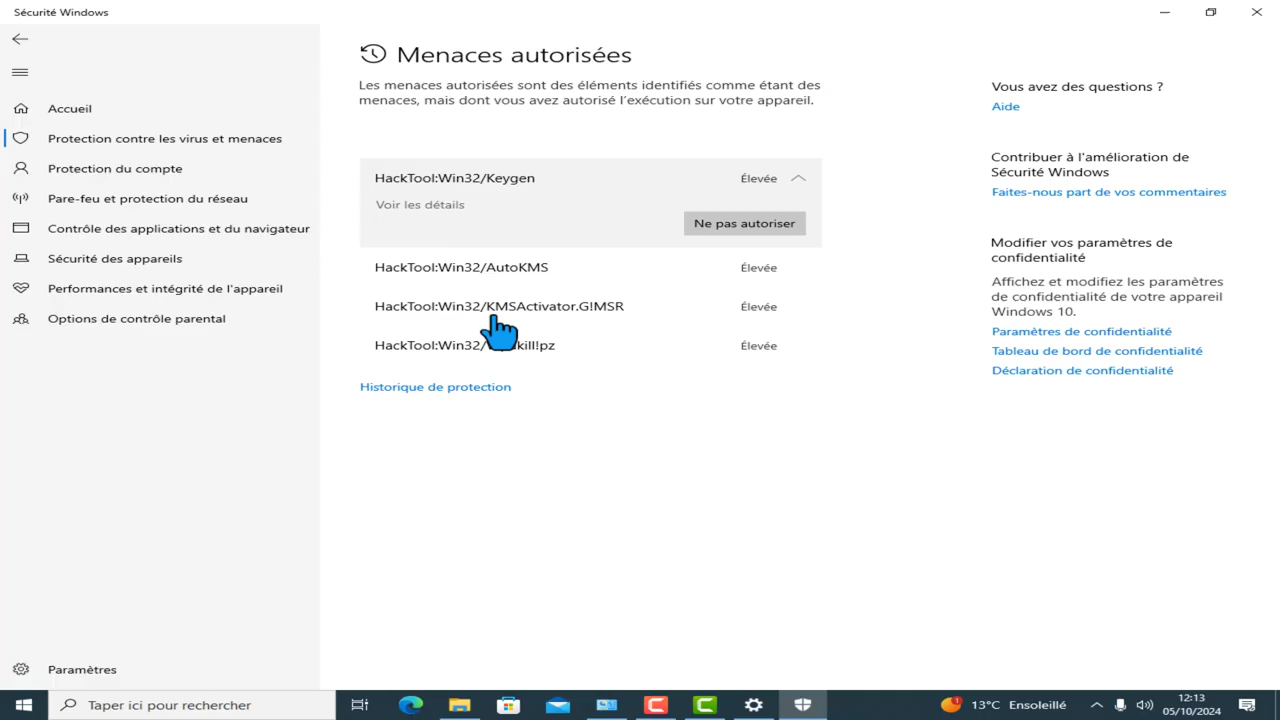 Sécurité Windows
Accueil
Protection contre les virus et menaces
Protection du compte
Pare-feu et protection du réseau
Contrôle des applications et du navigateur
Sécurité des appareils
Performances et intégrité de l'appareil
Options de contrôle parental
Paramètres
Menaces autorisées
Les menaces autorisées sont des éléments identifiés comme étant des
menaces, mais dont vous avez autorisé l'exécution sur votre appareil.
HackTool:Win32/Keygen Élevée
Voir les détails
Ne pas autoriser
HackTool:Win32/AutoKMS Élevée
HackTool:Win32/KMSActivator.G!MSR Élevée
Élevée
Historique de protection
Vous avez des questions ?
Aide
Contribuer à l'amélioration de
Sécurité Windows
Faites-nous part de vos commentaires
Modifier vos paramètres de
confidentialité
Affichez et modifiez les paramètres
de confidentialité de votre appareil
Windows 10.
Paramètres de confidentialité
Tableau de bord de confidentialité
Déclaration de confidentialité
Taper ici pour rechercher
13°C Ensoleillé
12:13
05/10/2024